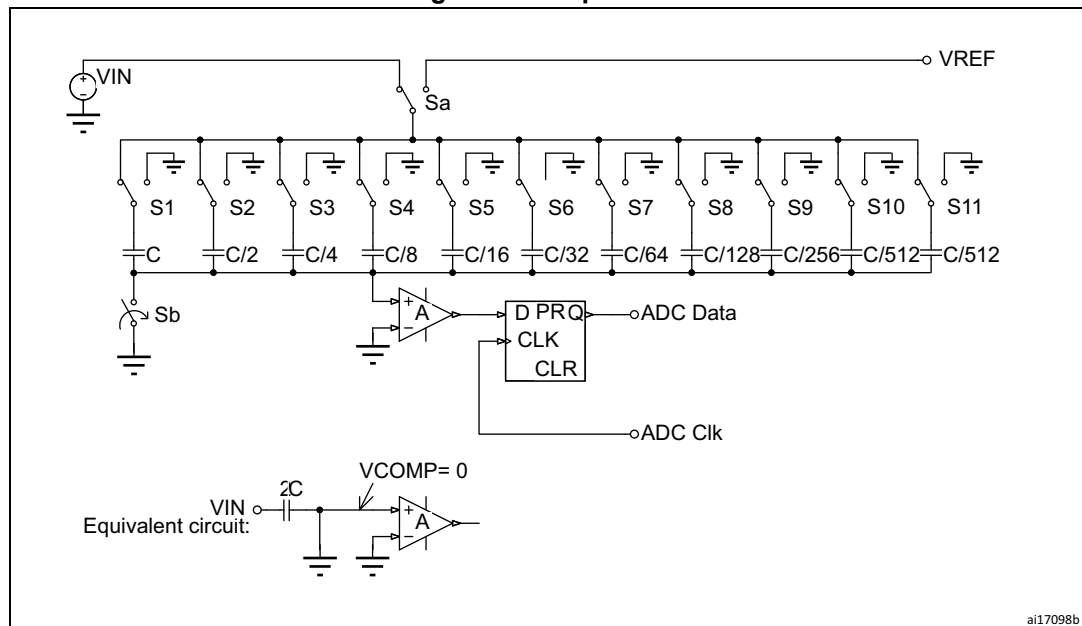 VREF
VIN
Sa
S1 S2 S3 S4 S5 S6 S7 S8 S9 S10 S11
C C/2 C/4 C/8 C/16 C/32 C/64 C/128 C/256 C/512 C/512
Sb
+
A
−
D PR Q
CLK
CLR
ADC Data
ADC Clk
VCOMP= 0
2C
VIN
Equivalent circuit:
+
A
−
ai17098b